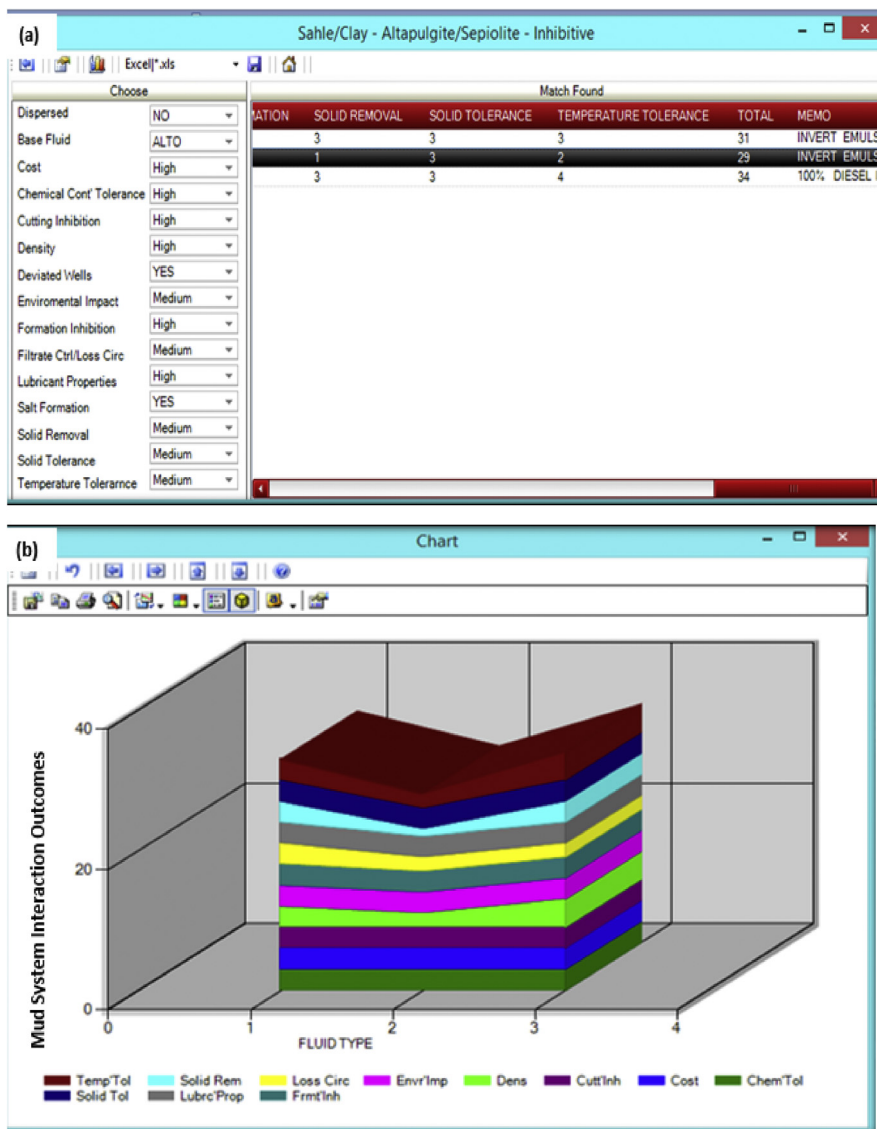 (a)
Sahle/Clay - Altapulgite/Sepiolite - Inhibitive
Excel|*.xls
Choose
Match Found
Dispersed NO
Base Fluid ALTO
Cost High
Chemical Cont' Tolerance High
Cutting Inhibition High
Density High
Deviated Wells YES
Enviromental Impact Medium
Formation Inhibition High
Filtrate Ctrl/Loss Circ Medium
Lubricant Properties High
Salt Formation YES
Solid Removal Medium
Solid Tolerance Medium
Temperature Tolerarnce Medium
MATION SOLID REMOVAL SOLID TOLERANCE TEMPERATURE TOLERANCE TOTAL MEMO
3 3 3 31 INVERT EMULS
1 3 2 29 INVERT EMULS
3 3 4 34 100% DIESEL
(b)
Chart
Mud System Interaction Outcomes
40
20
0
0 1 2 3 4
FLUID TYPE
Temp'Tol Solid Rem Loss Circ Envr'Imp Dens Cutt'Inh Cost Chem'Tol
Solid Tol Lubrc'Prop Frmt'Inh